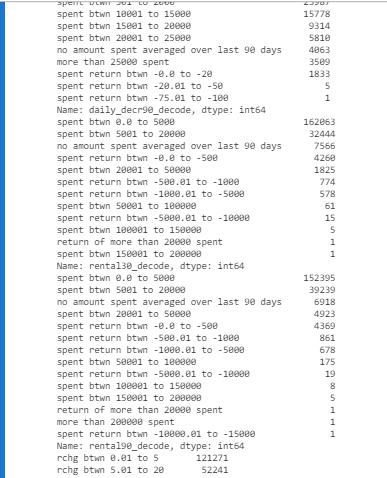 spent btwn 10001 to 15000 15778
spent btwn 15001 to 20000 9314
spent btwn 20001 to 25000 5810
no amount spent averaged over last 90 days 4063
more than 25000 spent 3509
spent return btwn -0.0 to -20 1833
spent return btwn -20.01 to -50 5
spent return btwn -75.01 to -100 1
Name: daily_decr90_decode, dtype: int64
spent btwn 0.0 to 5000 162063
spent btwn 5001 to 20000 32444
no amount spent averaged over last 90 days 7566
spent return btwn -0.0 to -500 4260
spent btwn 20001 to 50000 1825
spent return btwn -500.01 to -1000 774
spent return btwn -1000.01 to -5000 578
spent btwn 50001 to 100000 61
spent return btwn -5000.01 to -10000 15
spent btwn 100001 to 150000 5
return of more than 20000 spent 1
spent btwn 150001 to 200000 1
Name: rental30_decode, dtype: int64
spent btwn 0.0 to 5000 152395
spent btwn 5001 to 20000 39239
no amount spent averaged over last 90 days 6918
spent btwn 20001 to 50000 4923
spent return btwn -0.0 to -500 4369
spent return btwn -500.01 to -1000 861
spent return btwn -1000.01 to -5000 678
spent btwn 50001 to 100000 175
spent return btwn -5000.01 to -10000 19
spent btwn 100001 to 150000 8
spent btwn 150001 to 200000 5
return of more than 20000 spent 1
more than 200000 spent 1
spent return btwn -10000.01 to -15000 1
Name: rental90_decode, dtype: int64
rchg btwn 0.01 to 5 121271
rchg btwn 5.01 to 20 52241